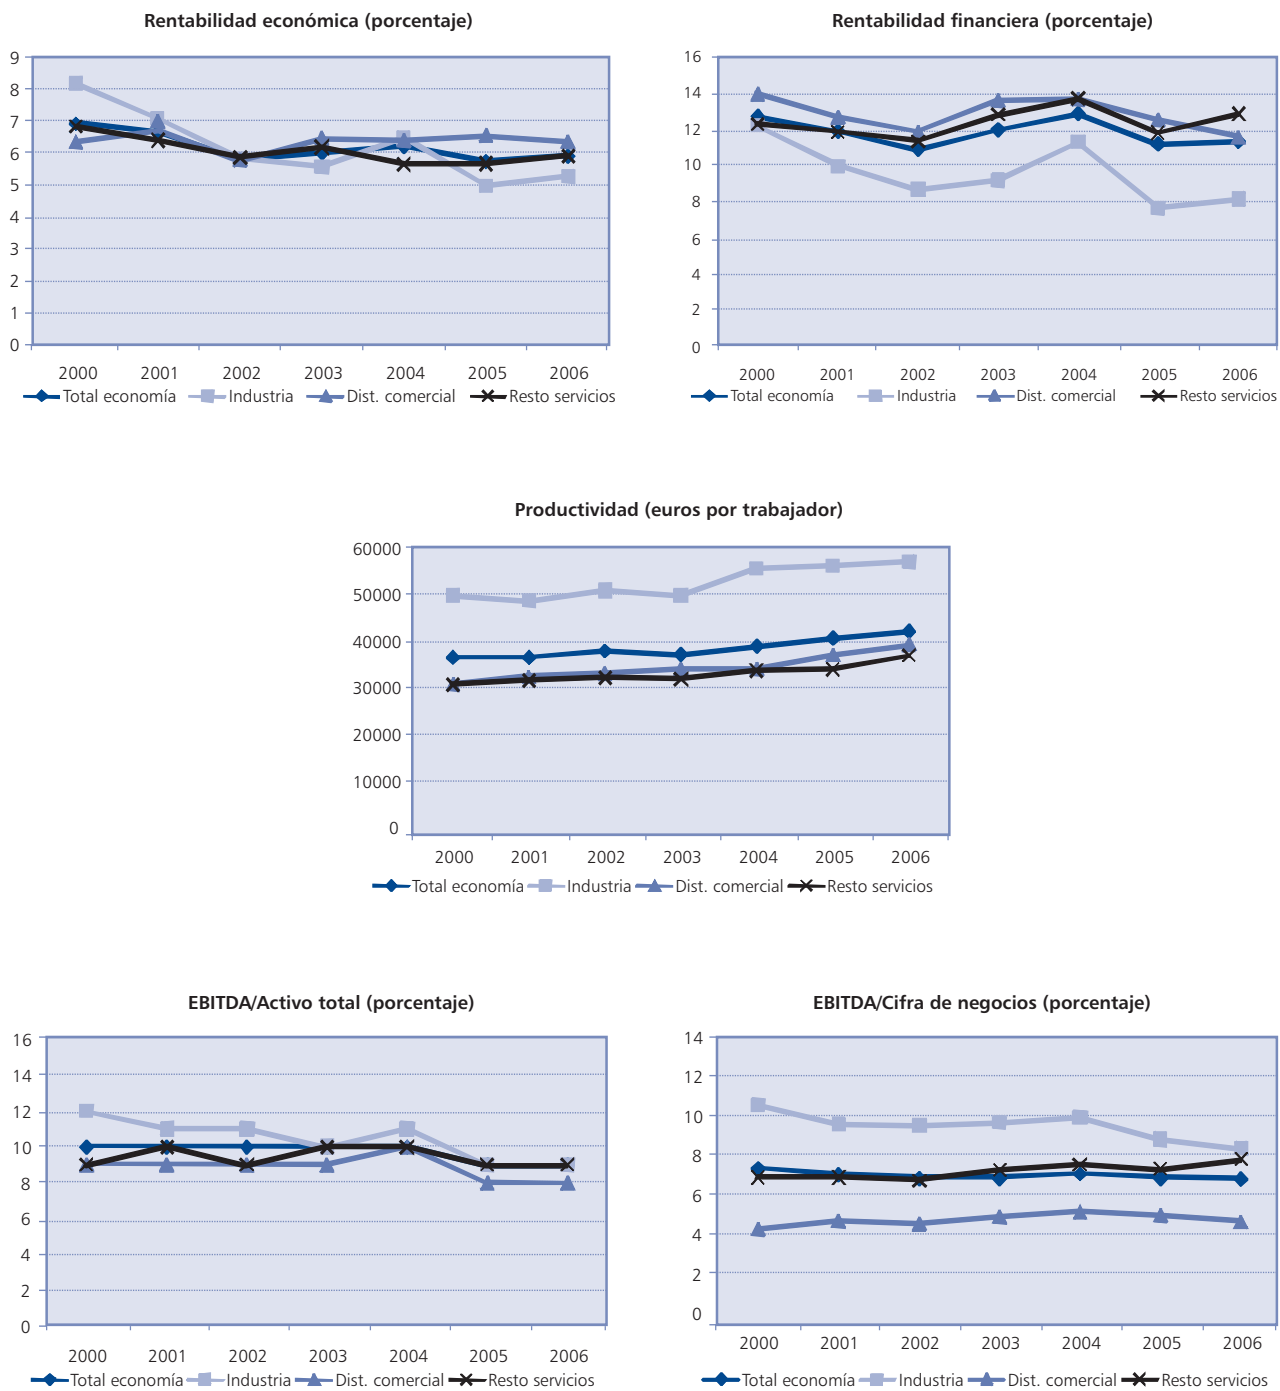 Rentabilidad económica (porcentaje)
9
8
7
6
5
4
3
2
1
0
2000 2001 2002 2003 2004 2005 2006
Total economía Industria Dist. comercial Resto servicios
Rentabilidad financiera (porcentaje)
16
14
12
10
8
6
4
2
0
2000 2001 2002 2003 2004 2005 2006
Total economía Industria Dist. comercial Resto servicios
Productividad (euros por trabajador)
60000
50000
40000
30000
20000
10000
0
2000 2001 2002 2003 2004 2005 2006
Total economía Industria Dist. comercial Resto servicios
EBITDA/Activo total (porcentaje)
16
14
12
10
8
6
4
2
0
2000 2001 2002 2003 2004 2005 2006
Total economía Industria Dist. comercial Resto servicios
EBITDA/Cifra de negocios (porcentaje)
14
12
10
8
6
4
2
0
2000 2001 2002 2003 2004 2005 2006
Total economía Industria Dist. comercial Resto servicios